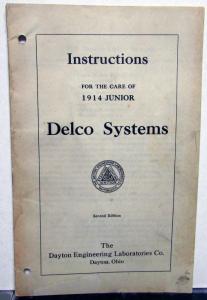 Instructions
FOR THE CARE OF
1914 JUNIOR
Delco Systems
Second Edition
The
Dayton Engineering Laboratories Co.
Dayton, Ohio